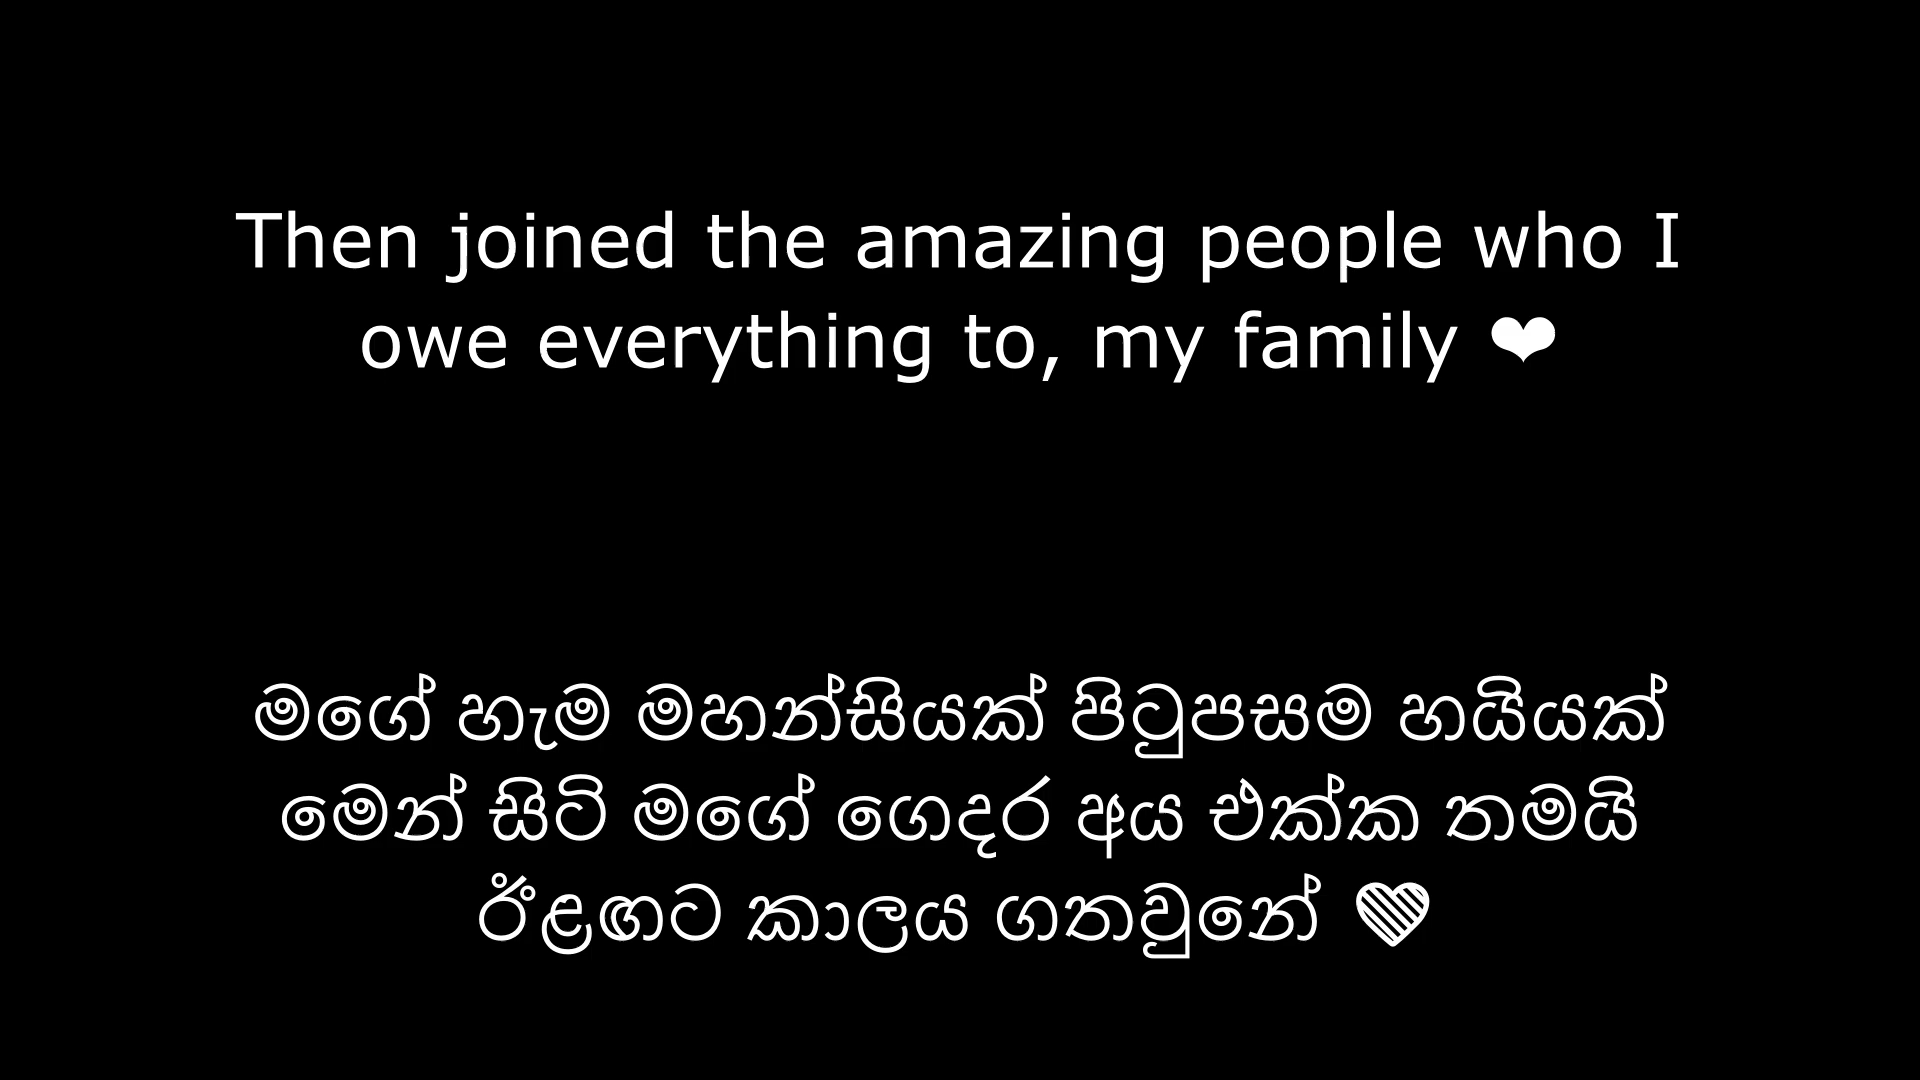 Then joined the amazing people who I
owe everything to, my family ❤
මගේ හැම මහන්සියක් පිටුපසම හයියක්
මෙන් සිටි මගේ ගෙදර අය එක්ක තමයි
ඊළඟට කාලය ගතවුනේ 💜